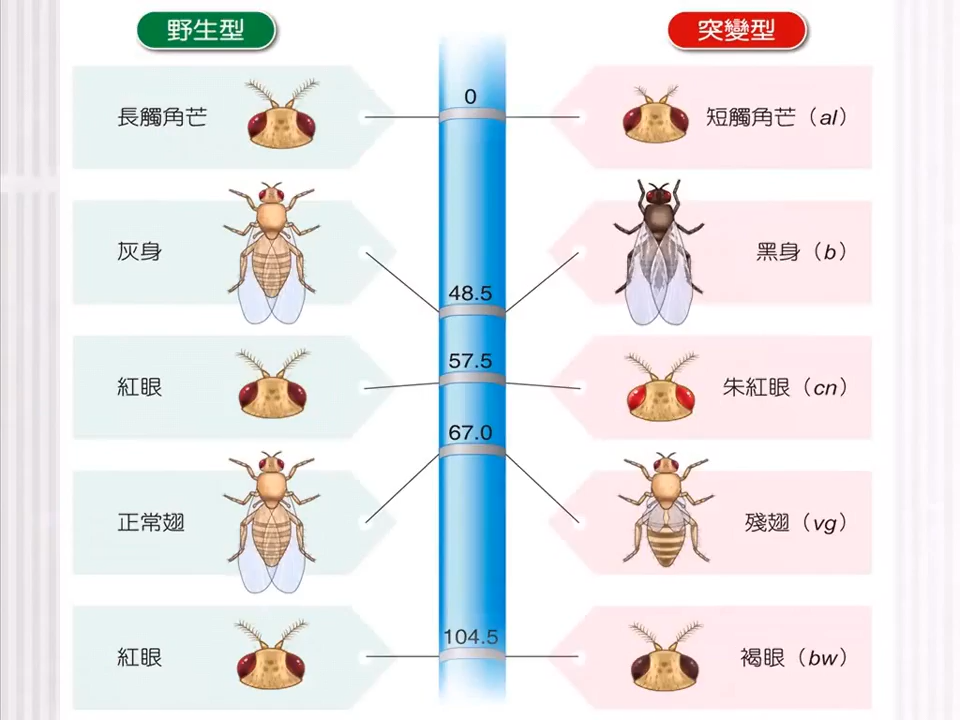 野生型
突變型
0
長觸角芒
短觸角芒（al）
灰身
黑身（b）
48.5
57.5
紅眼
朱紅眼（cn）
67.0
正常翅
殘翅（vg）
104.5
紅眼
褐眼（bw）